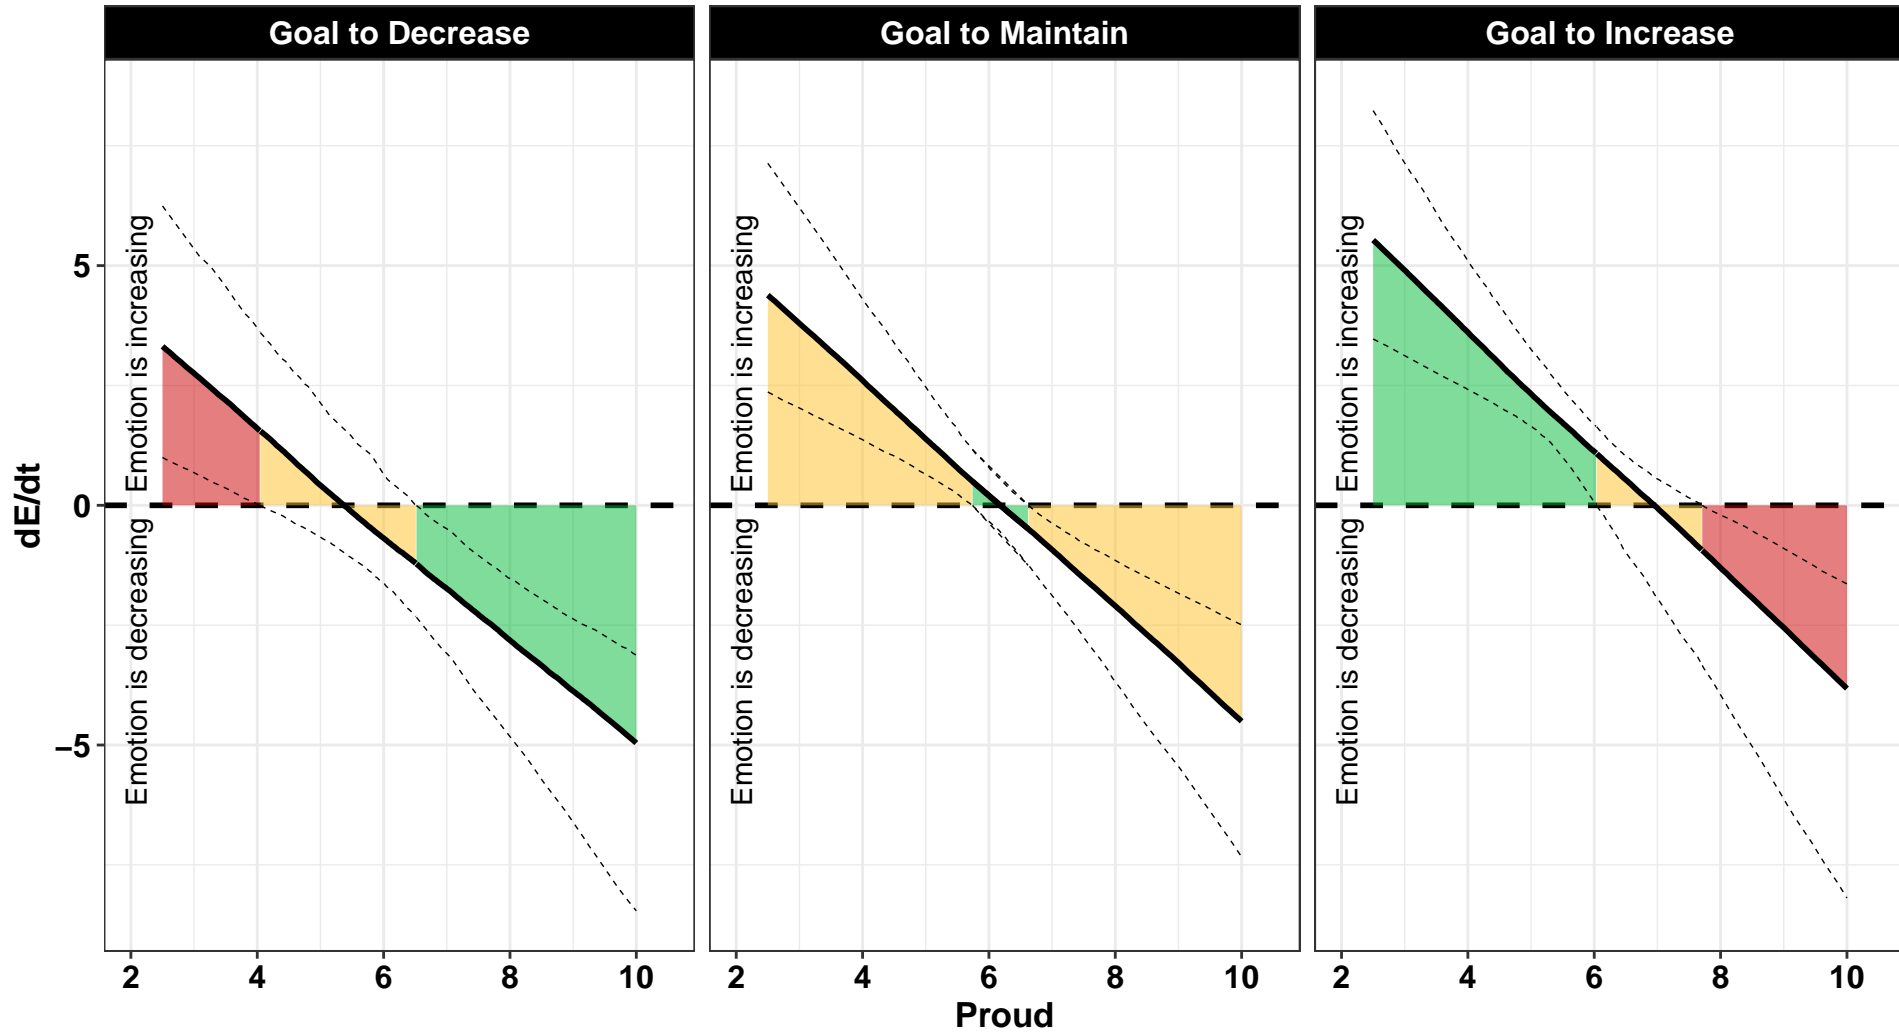 Goal to Decrease
Goal to Maintain
Goal to Increase
dE/dt
5
0
−5
Emotion is increasing
Emotion is decreasing
Emotion is increasing
Emotion is decreasing
Emotion is increasing
Emotion is decreasing
2 4 6 8 10
2 4 6 8 10
2 4 6 8 10
Proud